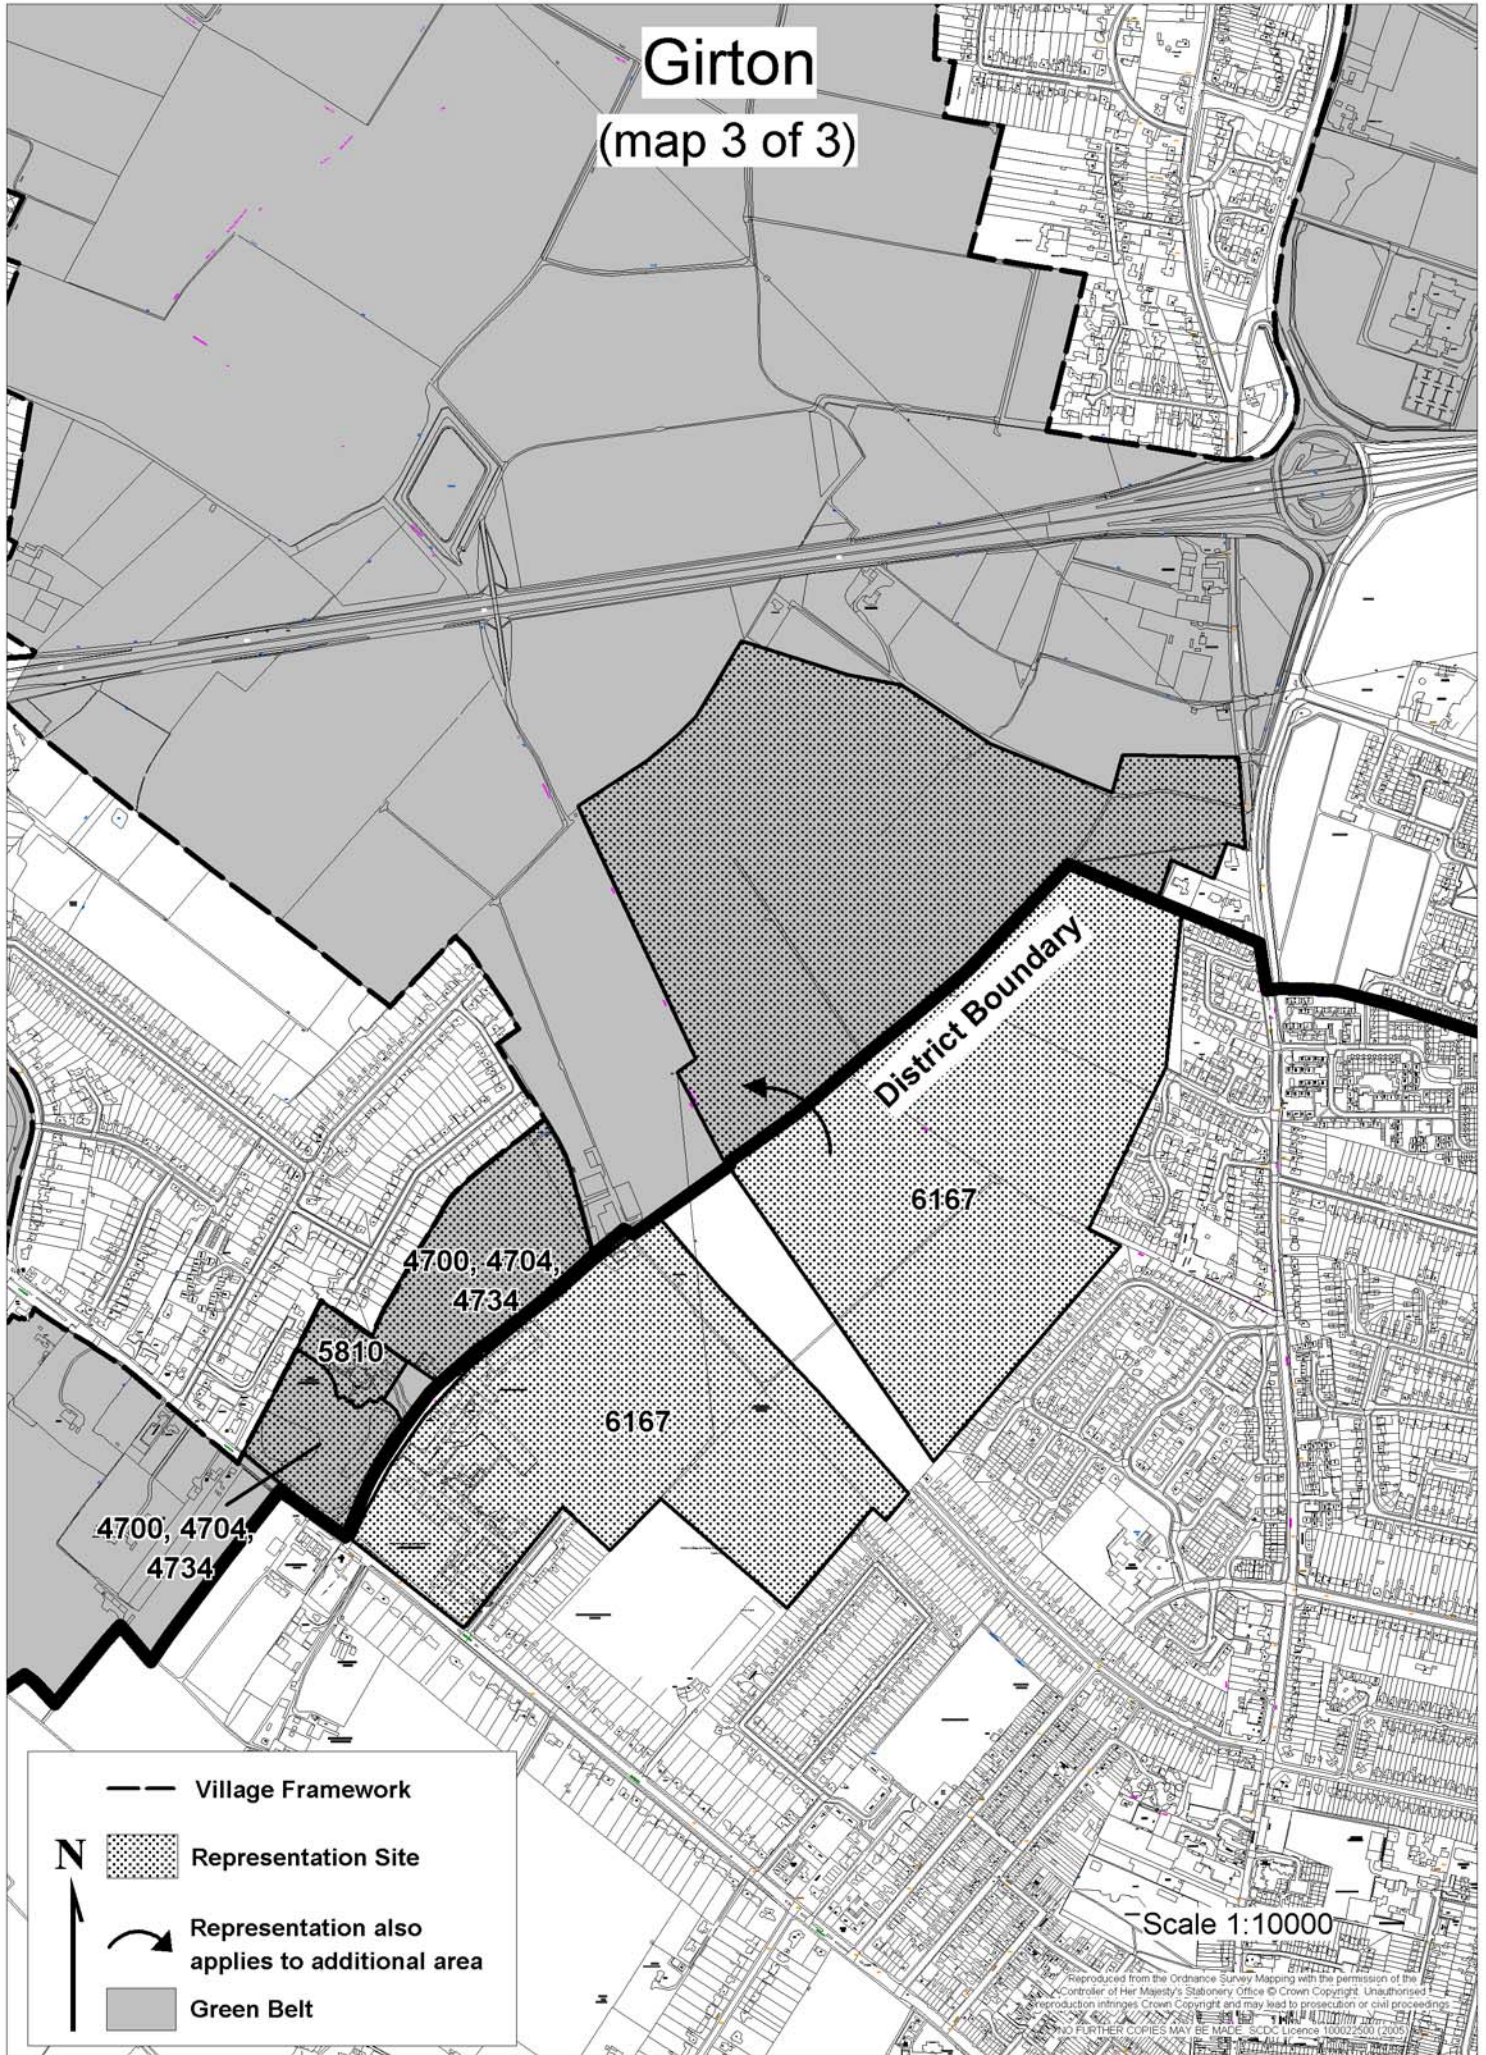 Girton
(map 3 of 3)
District Boundary
6167
4700, 4704,
4734
5810
6167
4700, 4704,
4734
Village Framework
N
Representation Site
Representation also
applies to additional area
Green Belt
Scale 1:10000
Reproduced from the Ordnance Survey Mapping with the permission of the
Controller of Her Majesty's Stationery Office © Crown Copyright. Unauthorised
reproduction infringes Crown Copyright and may lead to prosecution or civil proceedings
NO FURTHER COPIES MAY BE MADE. SCDC Licence 100022500 (2005)